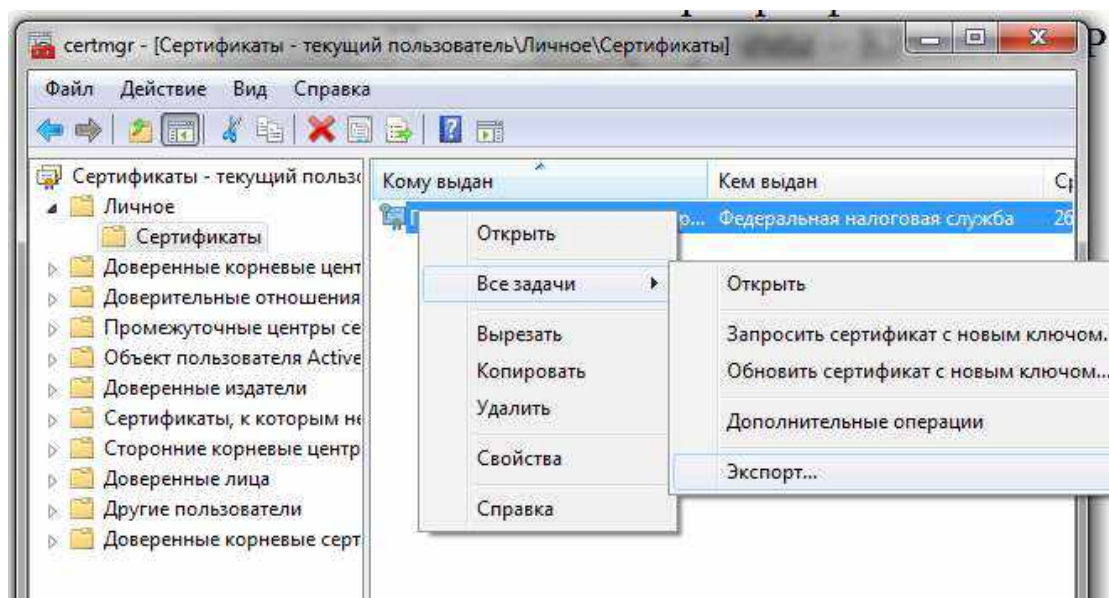 certmgr - [Сертификаты - текущий пользователь\Личное\Сертификаты]
Файл Действие Вид Справка
Сертификаты - текущий польз
Личное
Сертификаты
Доверенные корневые цент
Доверительные отношения
Промежуточные центры се
Объект пользователя Active
Доверенные издатели
Сертификаты, к которым не
Сторонние корневые центр
Доверенные лица
Другие пользователи
Доверенные корневые серт
Кому выдан Кем выдан Ср
Федеральная налоговая служба 26
Открыть
Все задачи
Вырезать
Копировать
Удалить
Свойства
Справка
Открыть
Запросить сертификат с новым ключом.
Обновить сертификат с новым ключом...
Дополнительные операции
Экспорт...